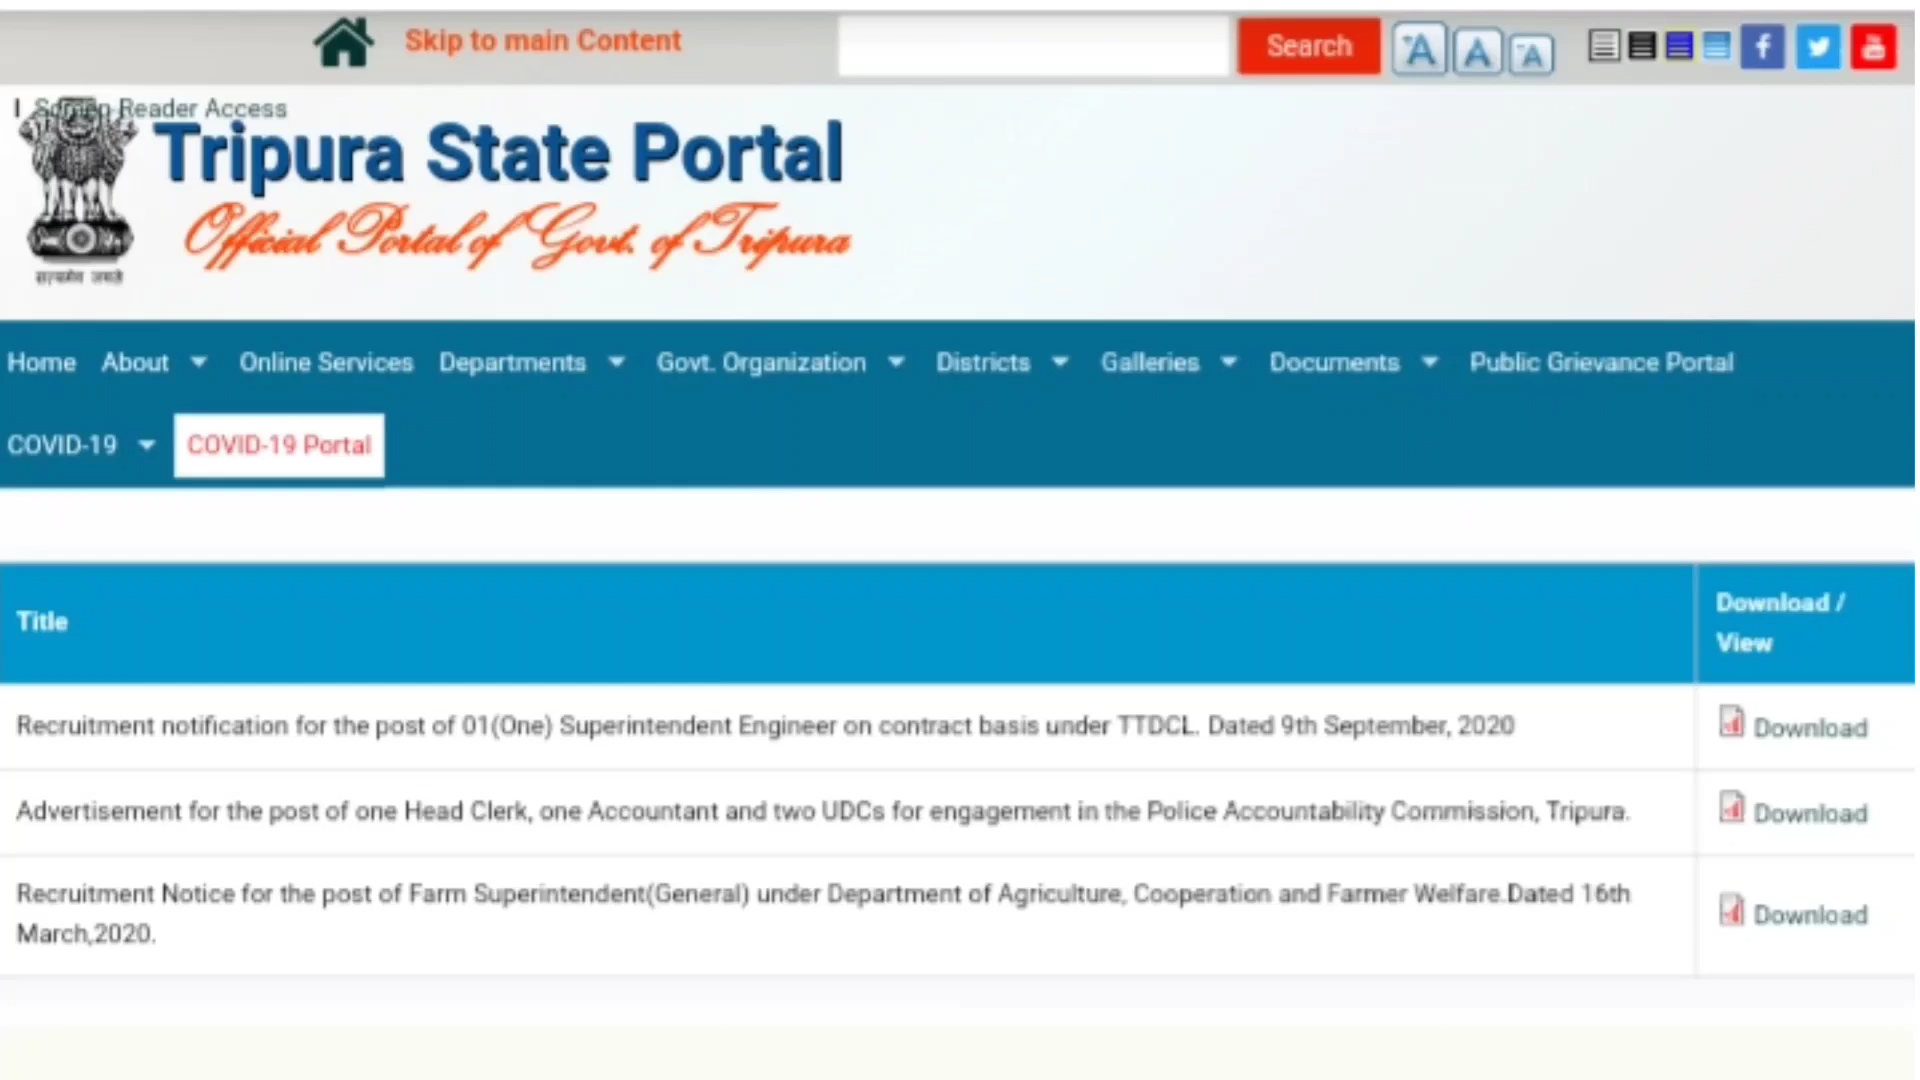 Skip to main Content
Search
A A A
| Screen Reader Access
Tripura State Portal
Official Portal of Govt. of Tripura
सत्यमेव जयते
Home About Online Services Departments Govt. Organization Districts Galleries Documents Public Grievance Portal
COVID-19 COVID-19 Portal
Title
Download /
View
Recruitment notification for the post of 01(One) Superintendent Engineer on contract basis under TTDCL. Dated 9th September, 2020
Download
Advertisement for the post of one Head Clerk, one Accountant and two UDCs for engagement in the Police Accountability Commission, Tripura.
Download
Recruitment Notice for the post of Farm Superintendent(General) under Department of Agriculture, Cooperation and Farmer Welfare.Dated 16th
March,2020.
Download